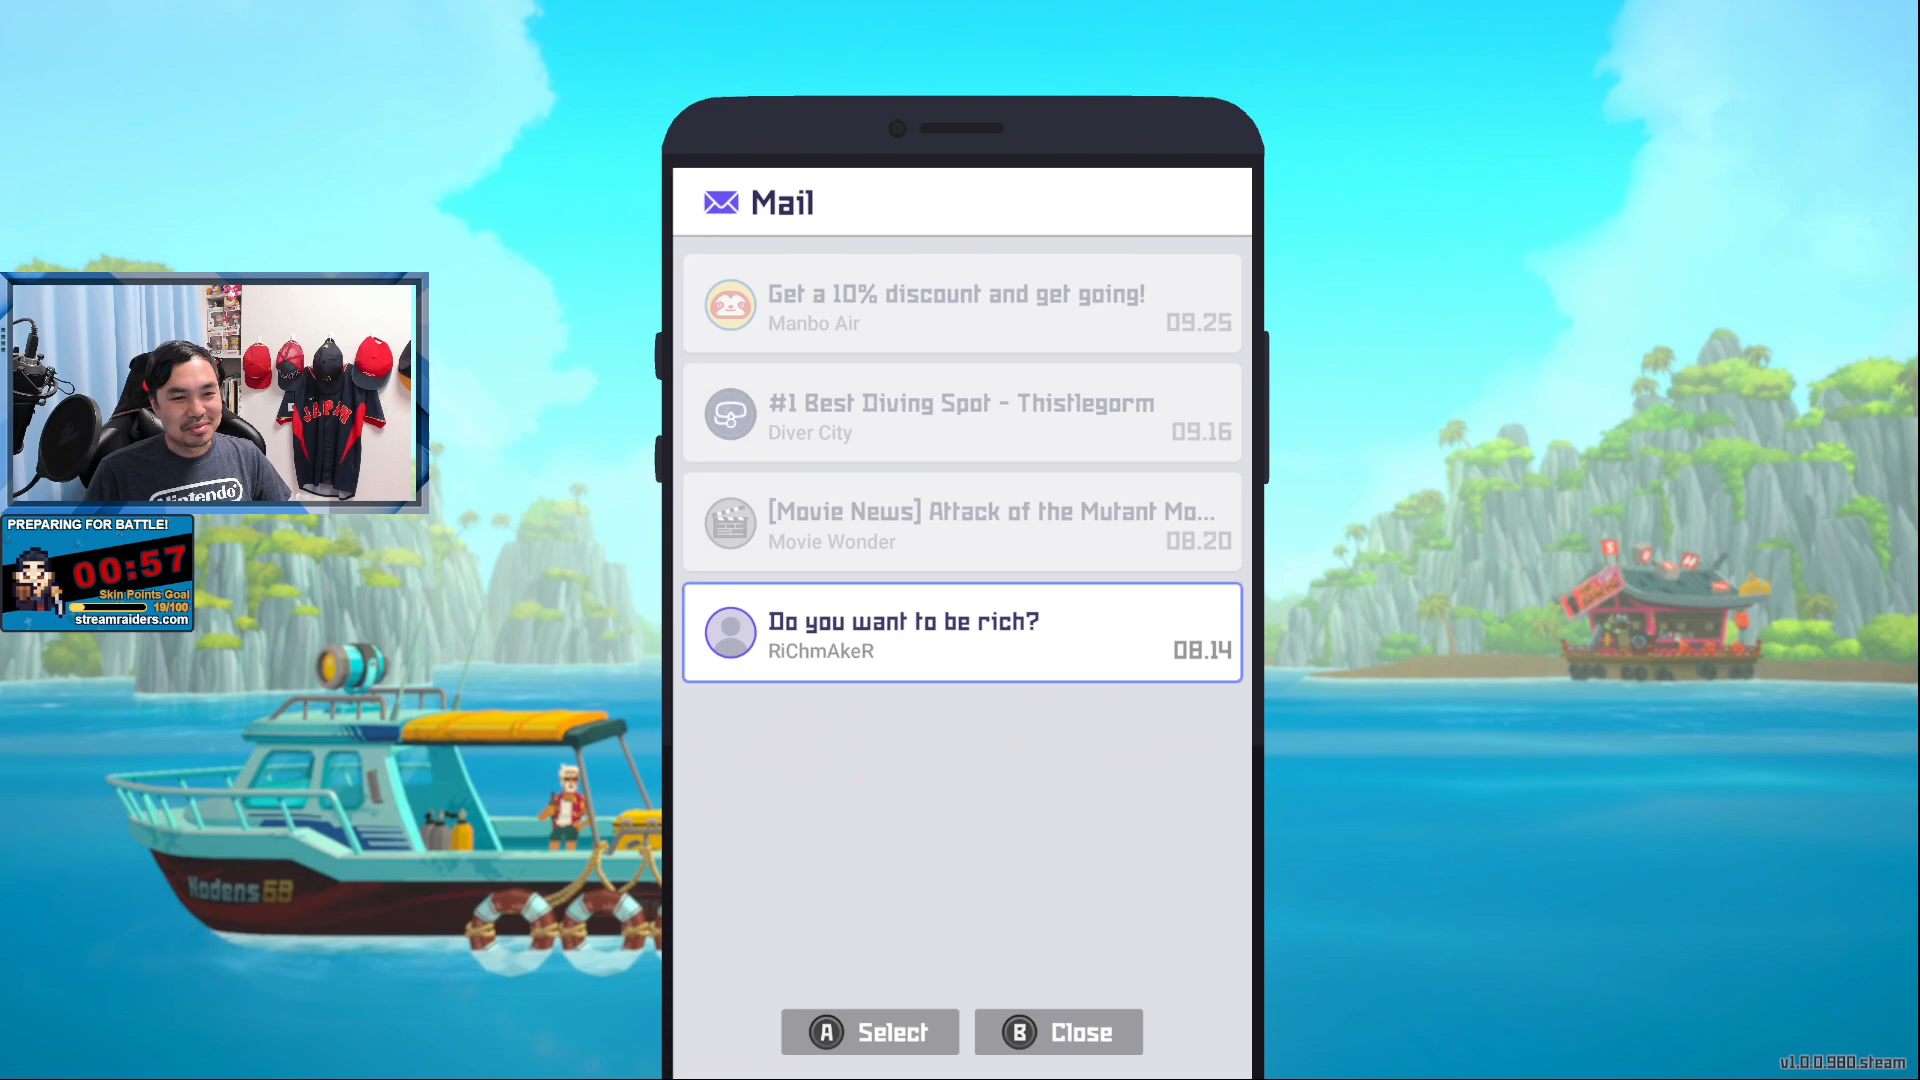 Mail
Get a 10% discount and get going!
Manbo Air
09.25
#1 Best Diving Spot - Thistlegorm
Diver City
09.16
[Movie News] Attack of the Mutant Mo...
Movie Wonder
08.20
Do you want to be rich?
RiChmAkeR
08.14
A Select
B Close
JAPAN
Nintendo
PREPARING FOR BATTLE!
00:57
Skin Points Goal
19/100
streamraiders.com
Nodens68
v1.0.0.980.steam